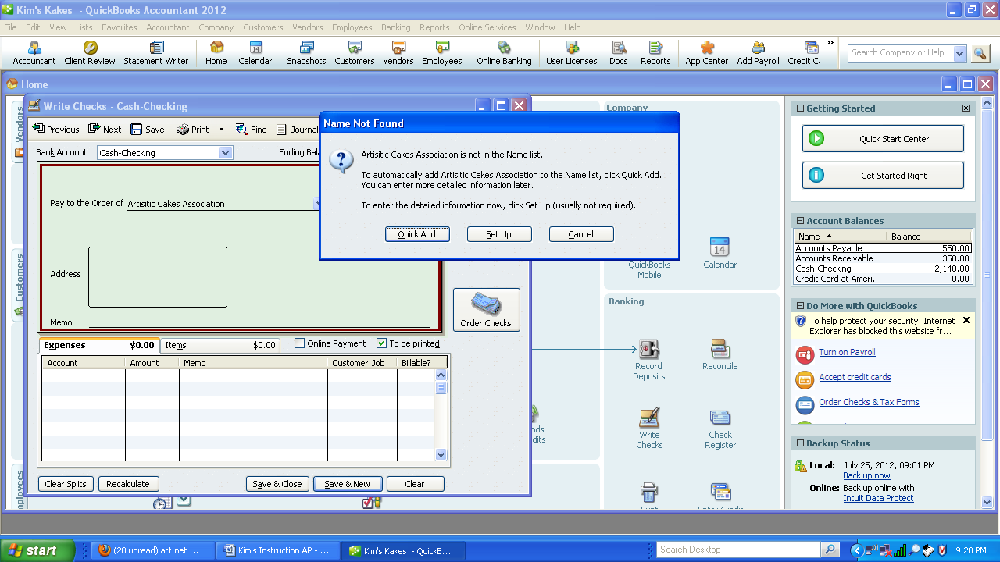 Kim's Kakes - QuickBooks Accountant 2012
File Edit View Lists Favorites Accountant Company Customers Vendors Employees Banking Reports Online Services Window Help
Accountant Client Review Statement Writer Home Calendar Snapshots Customers Vendors Employees Online Banking User Licenses Docs Reports App Center Add Payroll Credit Ca
14
Search Company or Help
Home
Vendors
Customers
Write Checks - Cash-Checking
Previous Next Save Print Find Journal
Bank Account Cash-Checking Ending Bala
Pay to the Order of Artisitic Cakes Association
Address
Memo
Order Checks
Expenses $0.00 Items $0.00 Online Payment To be printed
Account Amount Memo Customer:Job Billable?
Clear Splits Recalculate Save & Close Save & New Clear
Name Not Found
?
Artisitic Cakes Association is not in the Name list.
To automatically add Artisitic Cakes Association to the Name list, click Quick Add.
You can enter more detailed information later.
To enter the detailed information now, click Set Up (usually not required).
Quick Add Set Up Cancel
Company
QuickBooks
Mobile
14
Calendar
Banking
Record
Deposits
Reconcile
Write
Checks
Check
Register
Print
Enter Credit
Getting Started
Quick Start Center
Get Started Right
Account Balances
Name Balance
Accounts Payable 550.00
Accounts Receivable 350.00
Cash-Checking 2,140.00
Credit Card at Ameri... 0.00
Do More with QuickBooks
To help protect your security, Internet
Explorer has blocked this website fr...
Turn on Payroll
Accept credit cards
Order Checks & Tax Forms
Backup Status
Local: July 25, 2012, 09:01 PM
Back up now
Online: Back up online with
Intuit Data Protect
start
(20 unread) att.net ...
Kim's Instruction AP - ...
Kim's Kakes - QuickB...
Search Desktop
9:20 PM